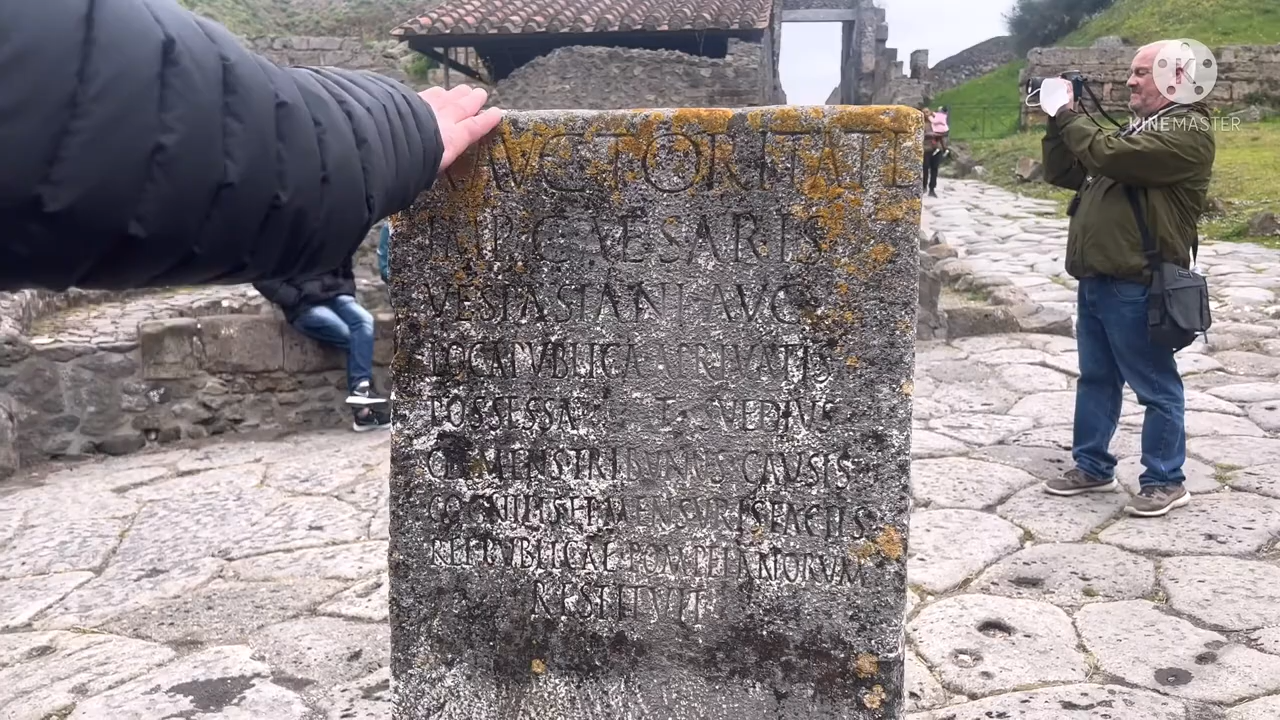 EX AVCTORITATE
IMP CAESARIS
VESPASIANI AVG
LOCA PVBLICA A PRIVATIS
POSSESSA T SVEDIVS
CLEMENS TRIBVNVS CAVSIS
COGNITIS ET MENSVRIS FACTIS
REI PVBLICAE POMPEIANORVM
RESTITVIT
K
KINEMASTER